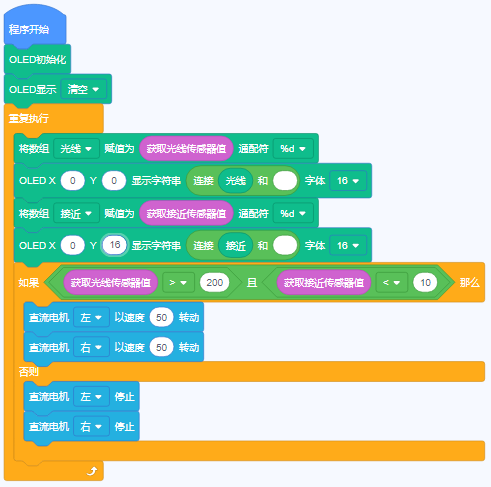 程序开始
OLED初始化
OLED显示 清空
重复执行
将数组 光线 赋值为 获取光线传感器值 通配符 %d
OLED X 0 Y 0 显示字符串 连接 光线 和 字体 16
将数组 接近 赋值为 获取接近传感器值 通配符 %d
OLED X 0 Y 16 显示字符串 连接 接近 和 字体 16
如果 获取光线传感器值 > 200 且 获取接近传感器值 < 10 那么
直流电机 左 以速度 50 转动
直流电机 右 以速度 50 转动
否则
直流电机 左 停止
直流电机 右 停止